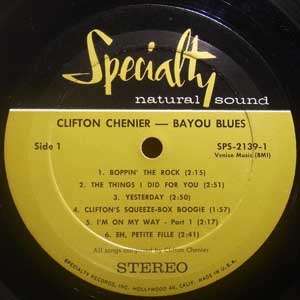 Specialty
natural sound
CLIFTON CHENIER — BAYOU BLUES
Side 1
SPS-2139-1
Venice Music (BMI)
1. BOPPIN' THE ROCK (2:15)
2. THE THINGS I DID FOR YOU (2:51)
3. YESTERDAY (2:50)
4. CLIFTON'S SQUEEZE-BOX BOOGIE (1:57)
5. I'M ON MY WAY - Part 1 (2:17)
6. EH, PETITE FILLE (2:41)
All songs composed by Clifton Chenier
STEREO
SPECIALTY RECORDS, INC. HOLLYWOOD 46, CALIF. MADE IN U.S.A.